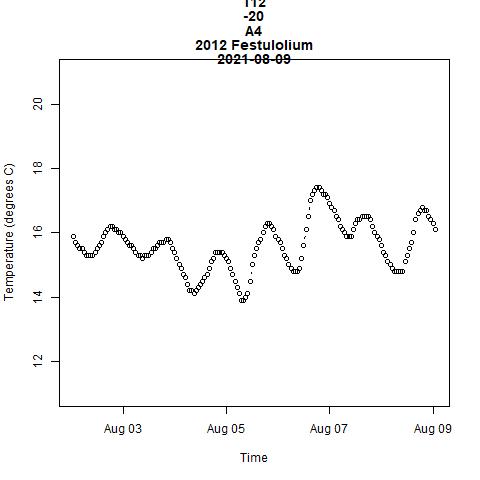 T12
-20
A4
2012 Festulolium
2021-08-09
Temperature (degrees C)
20
18
16
14
12
Aug 03
Aug 05
Aug 07
Aug 09
Time